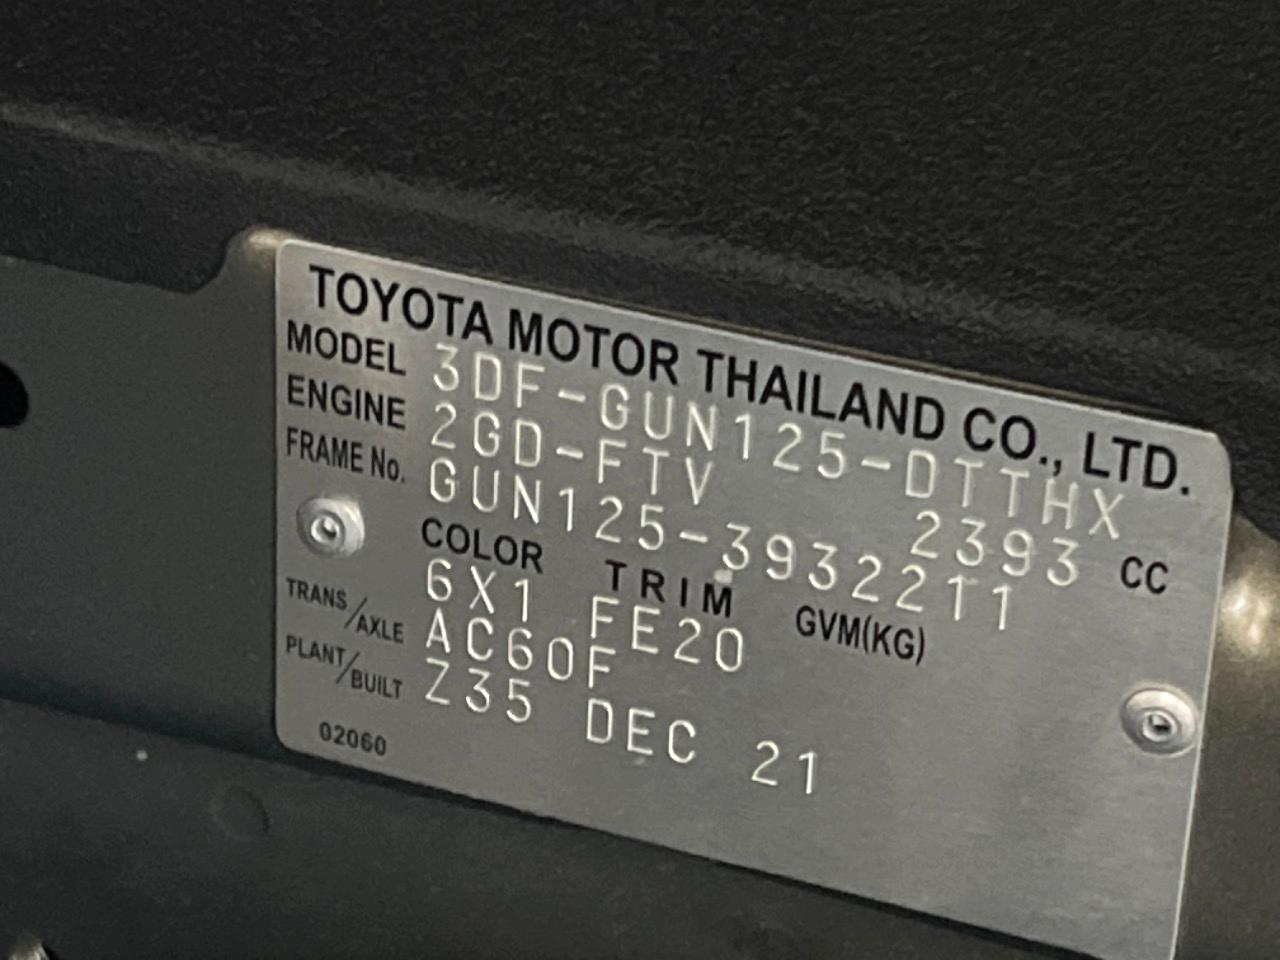 TOYOTA MOTOR THAILAND CO., LTD.
MODEL 3DF-GUN125-DTTHX
ENGINE 2GD-FTV 2393 CC
FRAME No. GUN125-3932211
COLOR TRIM GVM(KG)
6X1 FE20
TRANS/AXLE AC60F
PLANT/BUILT Z35 DEC 21
02060